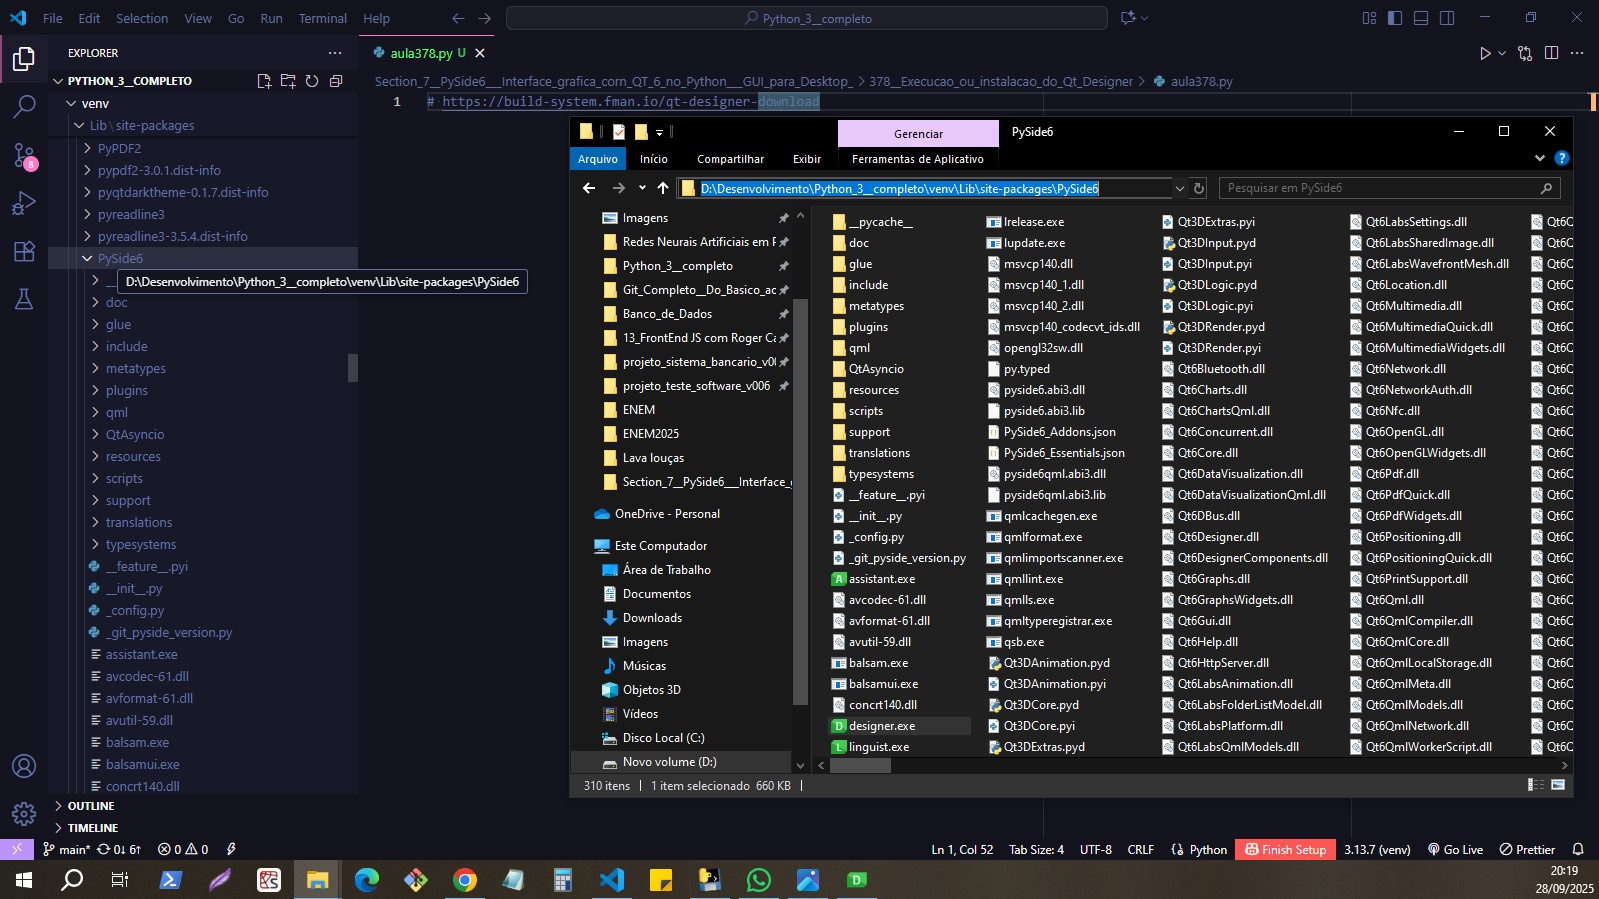 File Edit Selection View Go Run Terminal Help
Python_3__completo
EXPLORER
PYTHON_3__COMPLETO
venv
Lib \ site-packages
PyPDF2
pypdf2-3.0.1.dist-info
pyqtdarktheme-0.1.7.dist-info
pyreadline3
pyreadline3-3.5.4.dist-info
PySide6
D:\Desenvolvimento\Python_3__completo\venv\Lib\site-packages\PySide6
doc
glue
include
metatypes
plugins
qml
QtAsyncio
resources
scripts
support
translations
typesystems
__feature__.pyi
__init__.py
_config.py
_git_pyside_version.py
assistant.exe
avcodec-61.dll
avformat-61.dll
avutil-59.dll
balsam.exe
balsamui.exe
concrt140.dll
OUTLINE
TIMELINE
aula378.py U
Section_7__PySide6___Interface_grafica_com_QT_6_no_Python___GUI_para_Desktop_ > 378__Execucao_ou_instalacao_do_Qt_Designer > aula378.py
1 # https://build-system.fman.io/qt-designer-download
Gerenciar PySide6
Arquivo Início Compartilhar Exibir Ferramentas de Aplicativo
D:\Desenvolvimento\Python_3__completo\venv\Lib\site-packages\PySide6
Pesquisar em PySide6
Imagens
Redes Neurais Artificiais em F
Python_3__completo
Git_Completo__Do_Basico_ac
Banco_de_Dados
13_FrontEnd JS com Roger Ca
projeto_sistema_bancario_v00
projeto_teste_software_v006
ENEM
ENEM2025
Lava louças
Section_7__PySide6___Interface_g
OneDrive - Personal
Este Computador
Área de Trabalho
Documentos
Downloads
Imagens
Músicas
Objetos 3D
Vídeos
Disco Local (C:)
Novo volume (D:)
__pycache__
doc
glue
include
metatypes
plugins
qml
QtAsyncio
resources
scripts
support
translations
typesystems
__feature__.pyi
__init__.py
_config.py
_git_pyside_version.py
assistant.exe
avcodec-61.dll
avformat-61.dll
avutil-59.dll
balsam.exe
balsamui.exe
concrt140.dll
designer.exe
linguist.exe
lrelease.exe
lupdate.exe
msvcp140.dll
msvcp140_1.dll
msvcp140_2.dll
msvcp140_codecvt_ids.dll
opengl32sw.dll
py.typed
pyside6.abi3.dll
pyside6.abi3.lib
PySide6_Addons.json
PySide6_Essentials.json
pyside6qml.abi3.dll
pyside6qml.abi3.lib
qmlcachegen.exe
qmlformat.exe
qmlimportscanner.exe
qmllint.exe
qmlls.exe
qmltyperegistrar.exe
qsb.exe
Qt3DAnimation.pyd
Qt3DAnimation.pyi
Qt3DCore.pyd
Qt3DCore.pyi
Qt3DExtras.pyd
Qt3DExtras.pyi
Qt3DInput.pyd
Qt3DInput.pyi
Qt3DLogic.pyd
Qt3DLogic.pyi
Qt3DRender.pyd
Qt3DRender.pyi
Qt6Bluetooth.dll
Qt6Charts.dll
Qt6ChartsQml.dll
Qt6Concurrent.dll
Qt6Core.dll
Qt6DataVisualization.dll
Qt6DataVisualizationQml.dll
Qt6DBus.dll
Qt6Designer.dll
Qt6DesignerComponents.dll
Qt6Graphs.dll
Qt6GraphsWidgets.dll
Qt6Gui.dll
Qt6Help.dll
Qt6HttpServer.dll
Qt6LabsAnimation.dll
Qt6LabsFolderListModel.dll
Qt6LabsPlatform.dll
Qt6LabsQmlModels.dll
Qt6LabsSettings.dll
Qt6LabsSharedImage.dll
Qt6LabsWavefrontMesh.dll
Qt6Location.dll
Qt6Multimedia.dll
Qt6MultimediaQuick.dll
Qt6MultimediaWidgets.dll
Qt6Network.dll
Qt6NetworkAuth.dll
Qt6Nfc.dll
Qt6OpenGL.dll
Qt6OpenGLWidgets.dll
Qt6Pdf.dll
Qt6PdfQuick.dll
Qt6PdfWidgets.dll
Qt6Positioning.dll
Qt6PositioningQuick.dll
Qt6PrintSupport.dll
Qt6Qml.dll
Qt6QmlCompiler.dll
Qt6QmlCore.dll
Qt6QmlLocalStorage.dll
Qt6QmlMeta.dll
Qt6QmlModels.dll
Qt6QmlNetwork.dll
Qt6QmlWorkerScript.dll
310 itens 1 item selecionado 660 KB
main* 0↓ 6↑ 0 0 Ln 1, Col 52 Tab Size: 4 UTF-8 CRLF Python Finish Setup 3.13.7 (venv) Go Live Prettier
20:19
28/09/2025